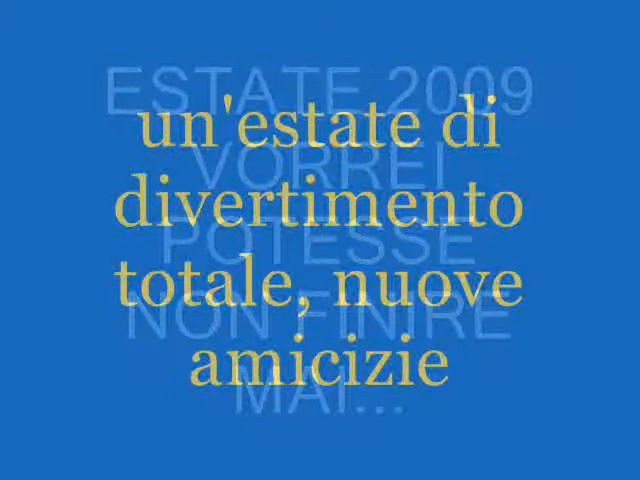 ESTATE 2009
VORREI
POTESSE
NON FINIRE
MAI...
un'estate di
divertimento
totale, nuove
amicizie